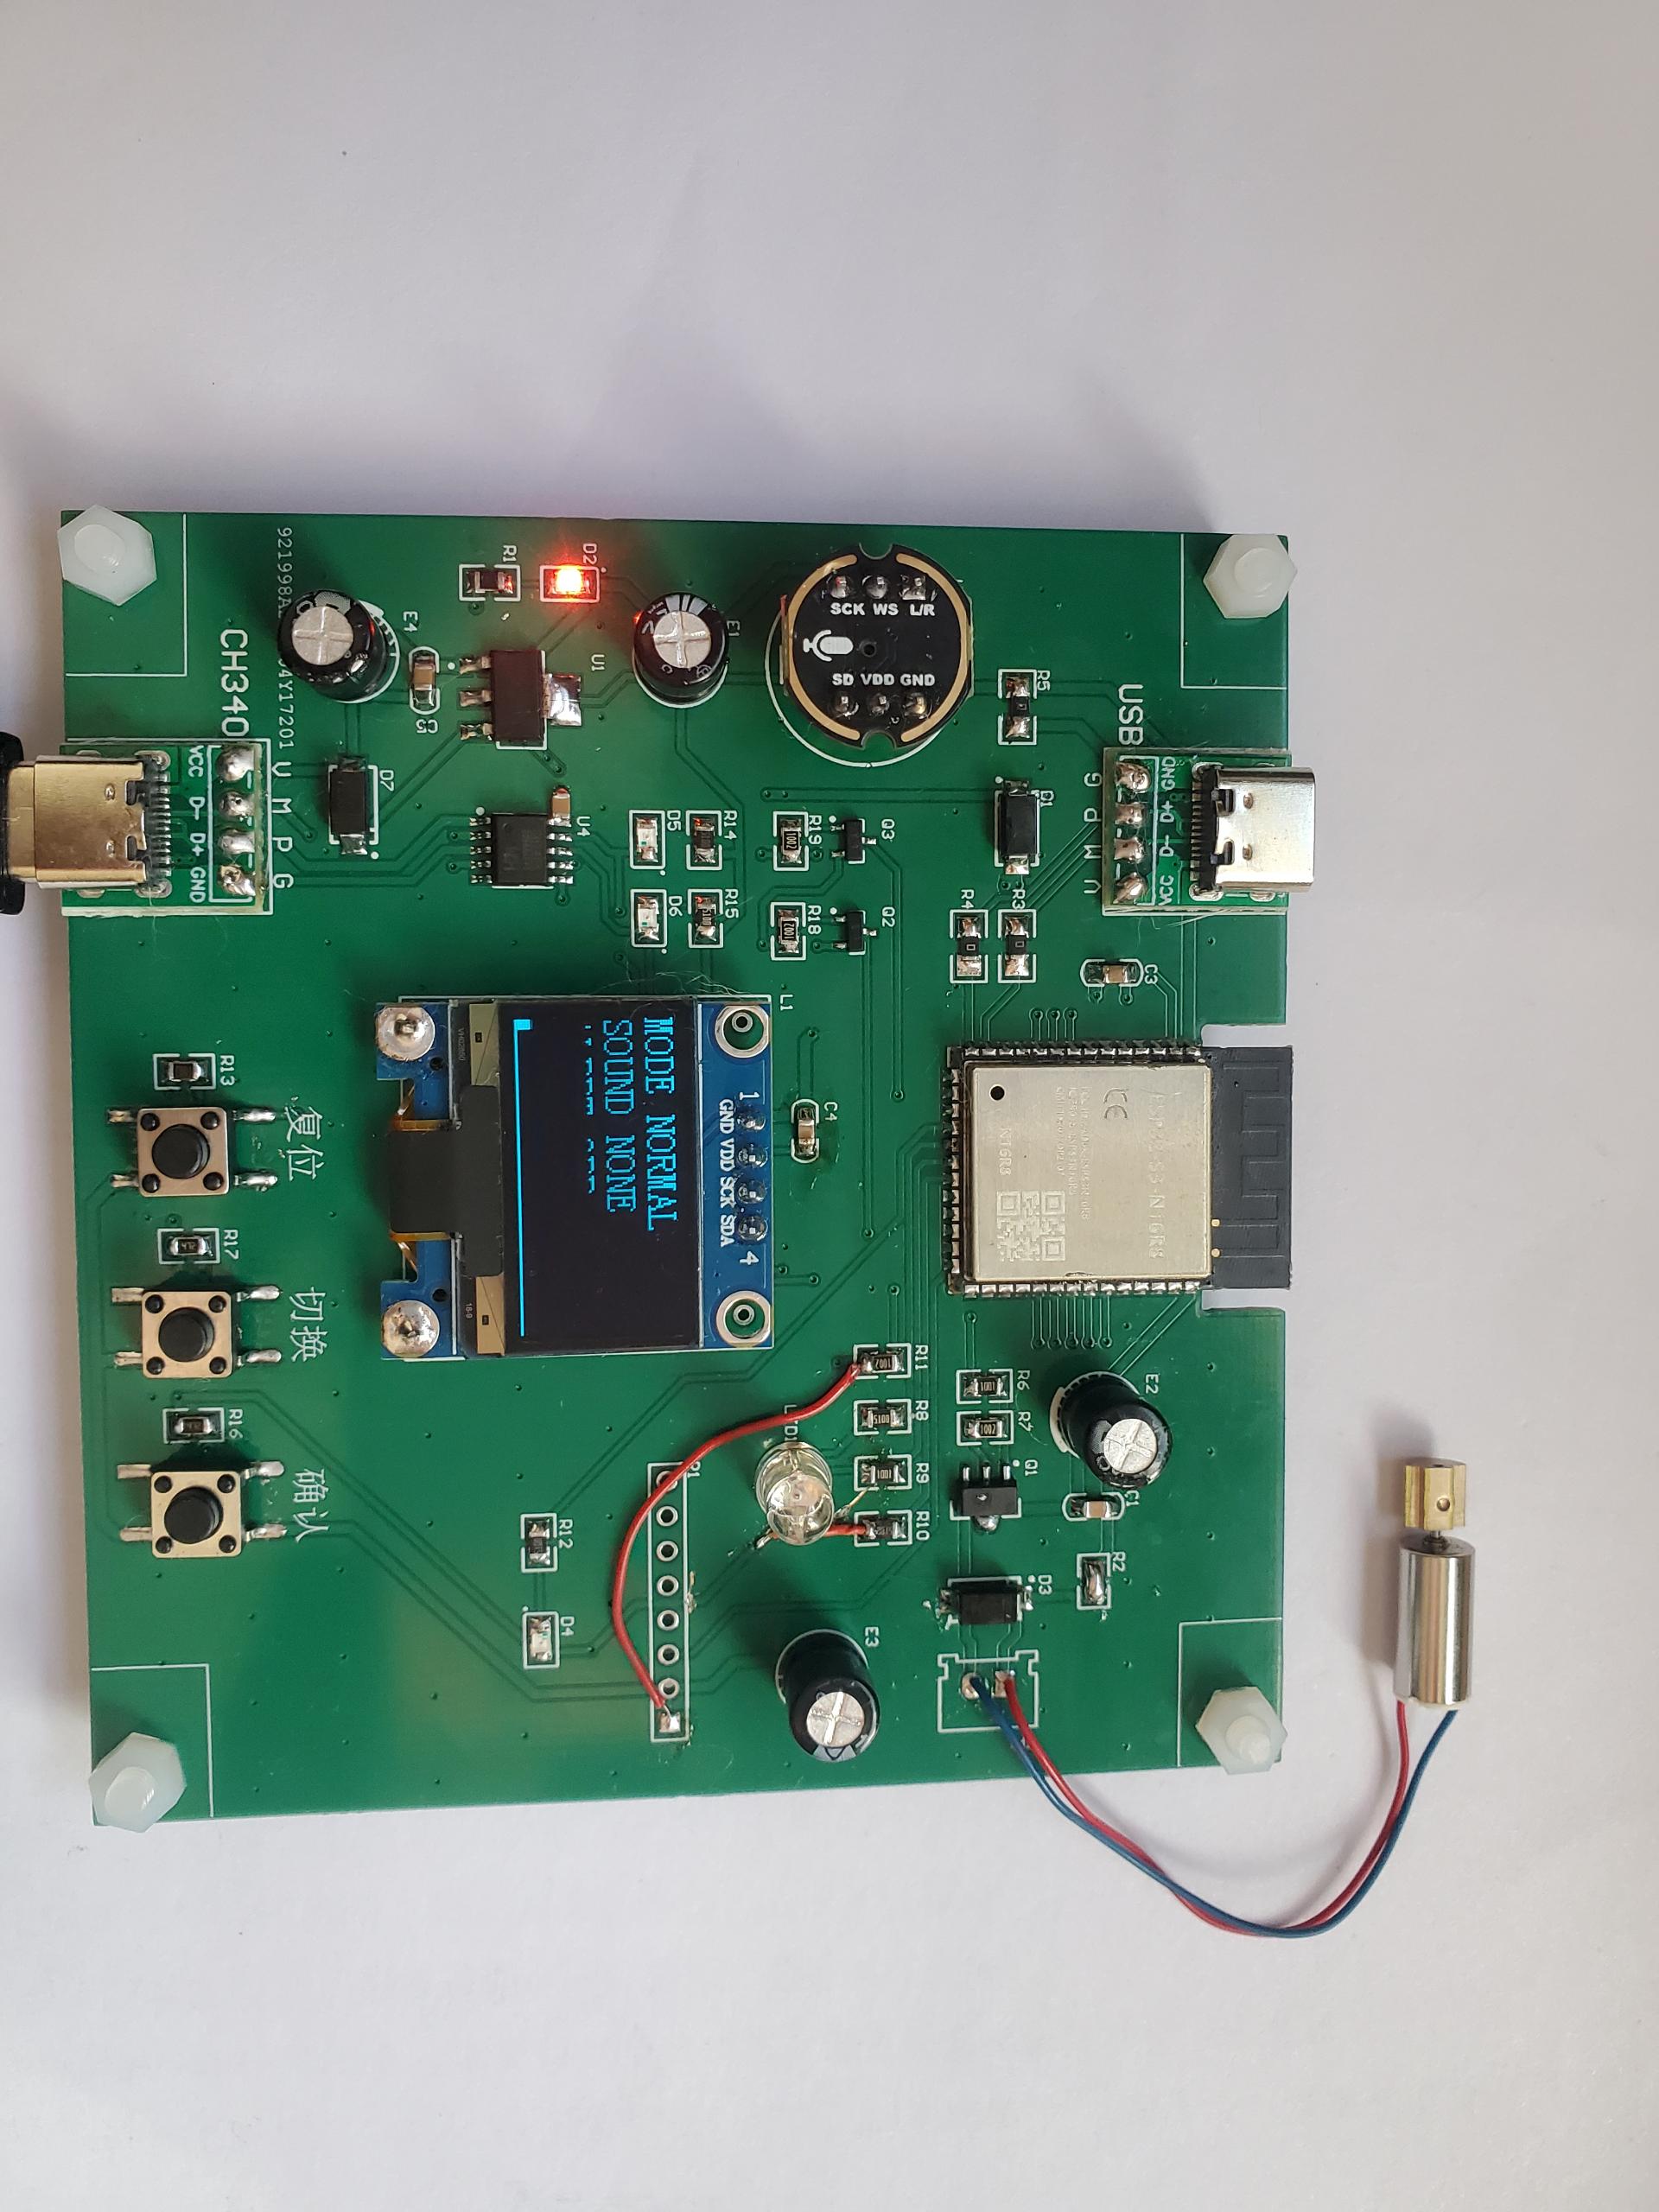 MODE NORMAL
SOUND NONE
USB
G
P
M
V
GND
D+
D-
VCC
CH340
V
M
P
G
VCC
D-
D+
GND
SCK WS L/R
SD VDD GND
1
GND VDD SCK SDA
4
复位
切换
确认
R1
D2
E4
E1
U1
C5
D7
U4
D5
R14
R19
Q3
D6
R15
R18
Q2
R5
D1
R4
R3
C3
L1
C4
R13
R17
R16
R11
R8
R9
R10
R6
R7
Q1
E2
C1
R2
D3
R12
D4
E3